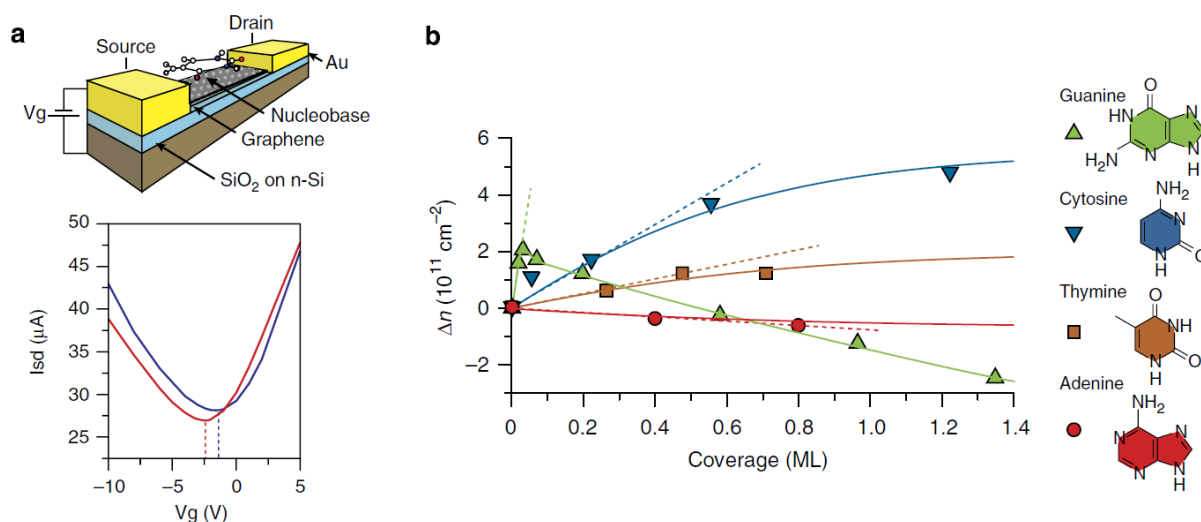 a
Drain
Source
Au
Vg
Nucleobase
Graphene
SiO₂ on n-Si
50
45
40
35
30
25
Isd (μA)
−10
−5
0
5
Vg (V)
b
6
4
2
0
−2
Δn (10¹¹ cm⁻²)
0
0.2
0.4
0.6
0.8
1.0
1.2
1.4
Coverage (ML)
Guanine
O
HN
N
H₂N
N
N
H
Cytosine
NH₂
N
N
H
O
Thymine
O
NH
N
H
O
Adenine
NH₂
N
N
N
N
H